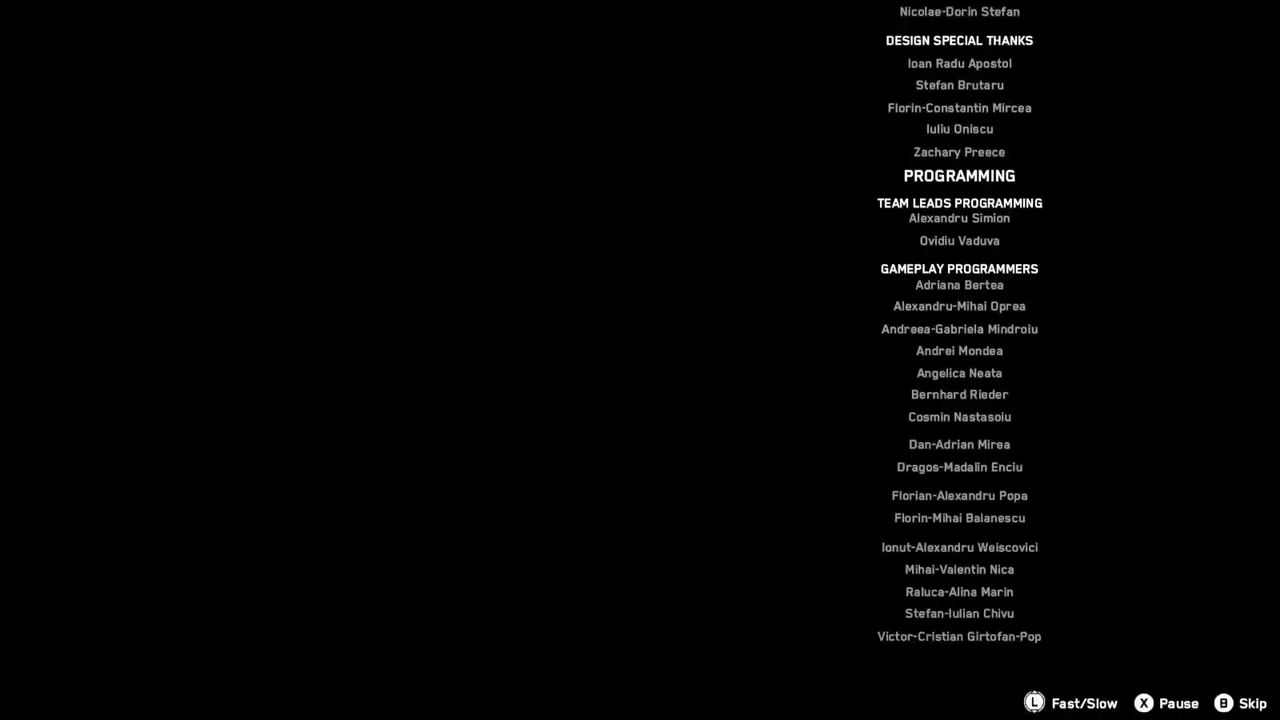 Nicolae-Dorin Stefan
DESIGN SPECIAL THANKS
Ioan Radu Apostol
Stefan Brutaru
Florin-Constantin Mircea
Iuliu Oniscu
Zachary Preece
PROGRAMMING
TEAM LEADS PROGRAMMING
Alexandru Simion
Ovidiu Vaduva
GAMEPLAY PROGRAMMERS
Adriana Bertea
Alexandru-Mihai Oprea
Andreea-Gabriela Mindroiu
Andrei Mondea
Angelica Neata
Bernhard Rieder
Cosmin Nastasoiu
Dan-Adrian Mirea
Dragos-Madalin Enciu
Florian-Alexandru Popa
Florin-Mihai Balanescu
Ionut-Alexandru Weiscovici
Mihai-Valentin Nica
Raluca-Alina Marin
Stefan-Iulian Chivu
Victor-Cristian Girtofan-Pop
L Fast/Slow X Pause B Skip